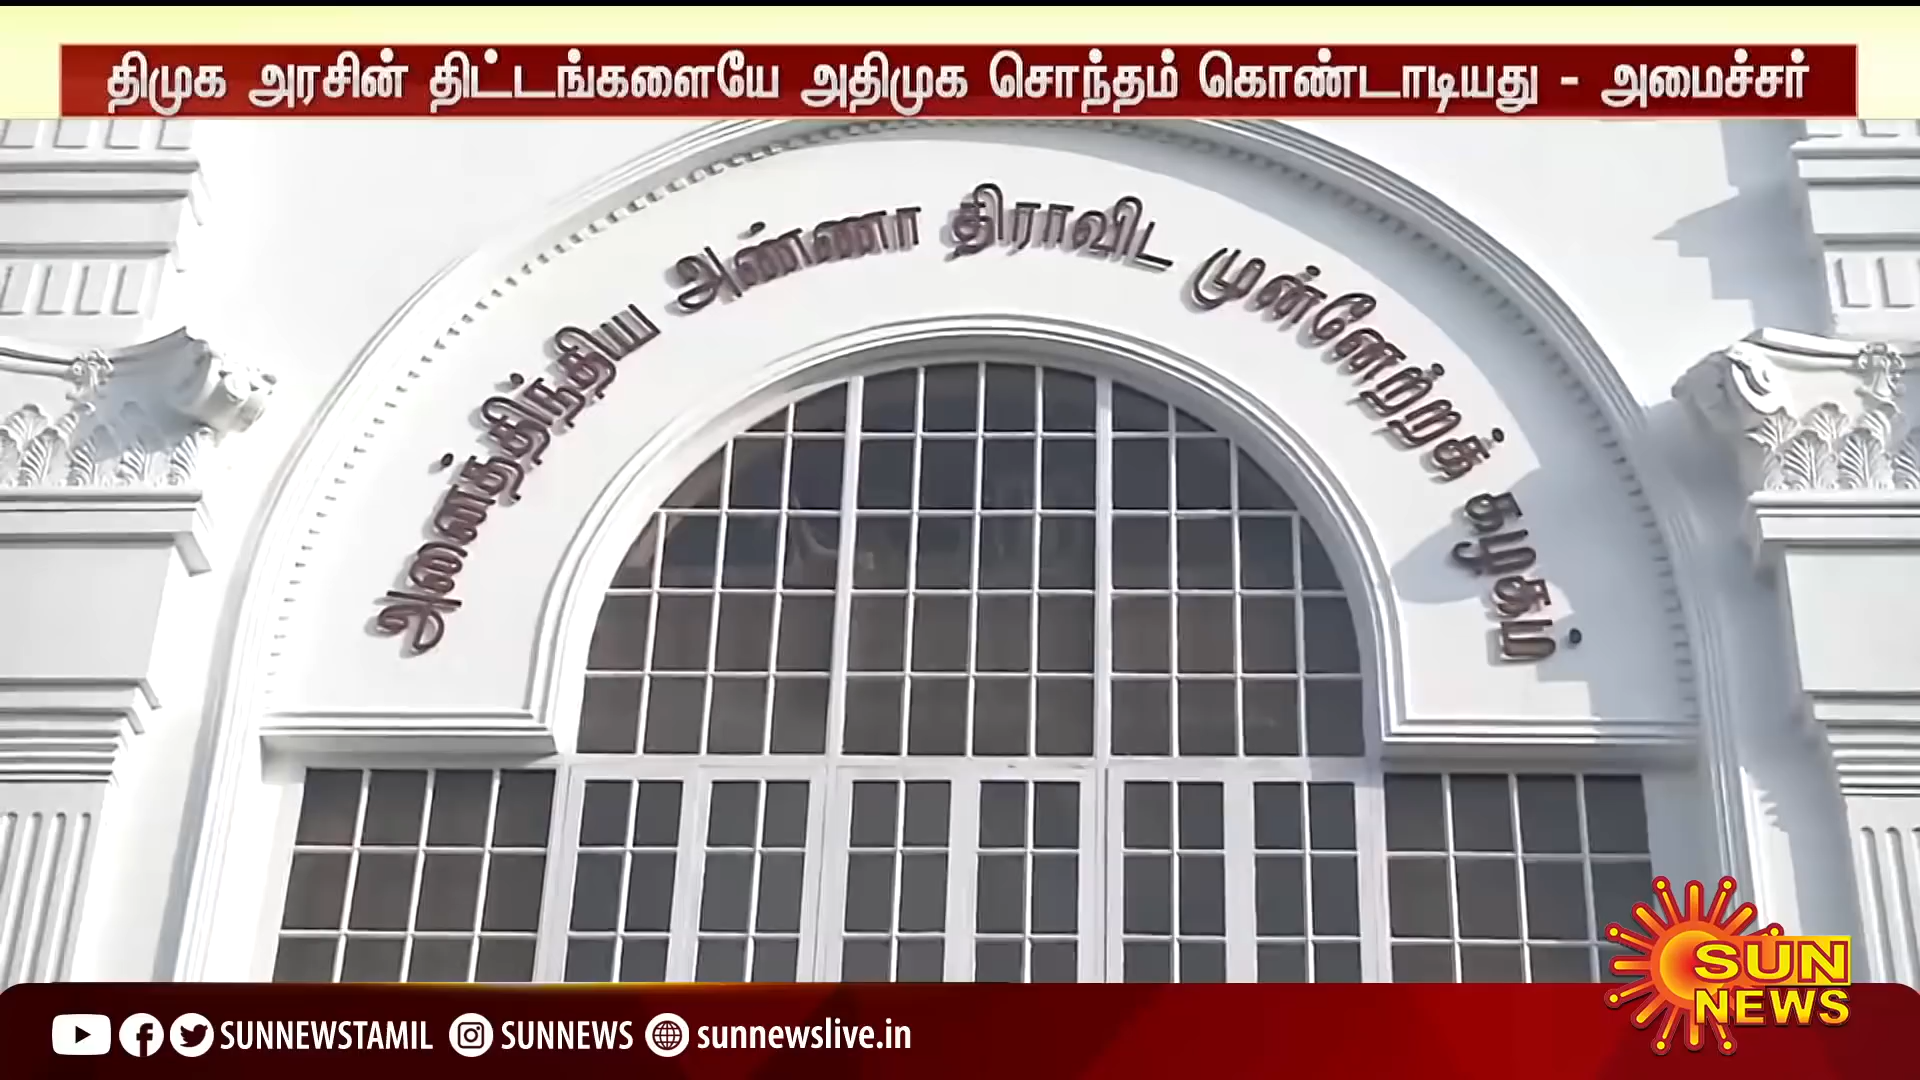 திமுக அரசின் திட்டங்களையே அதிமுக சொந்தம் கொண்டாடியது - அமைச்சர்
அனைத்திந்திய அண்ணா திராவிட முன்னேற்றக் கழகம்
SUN
NEWS
SUNNEWSTAMIL SUNNEWS sunnewslive.in